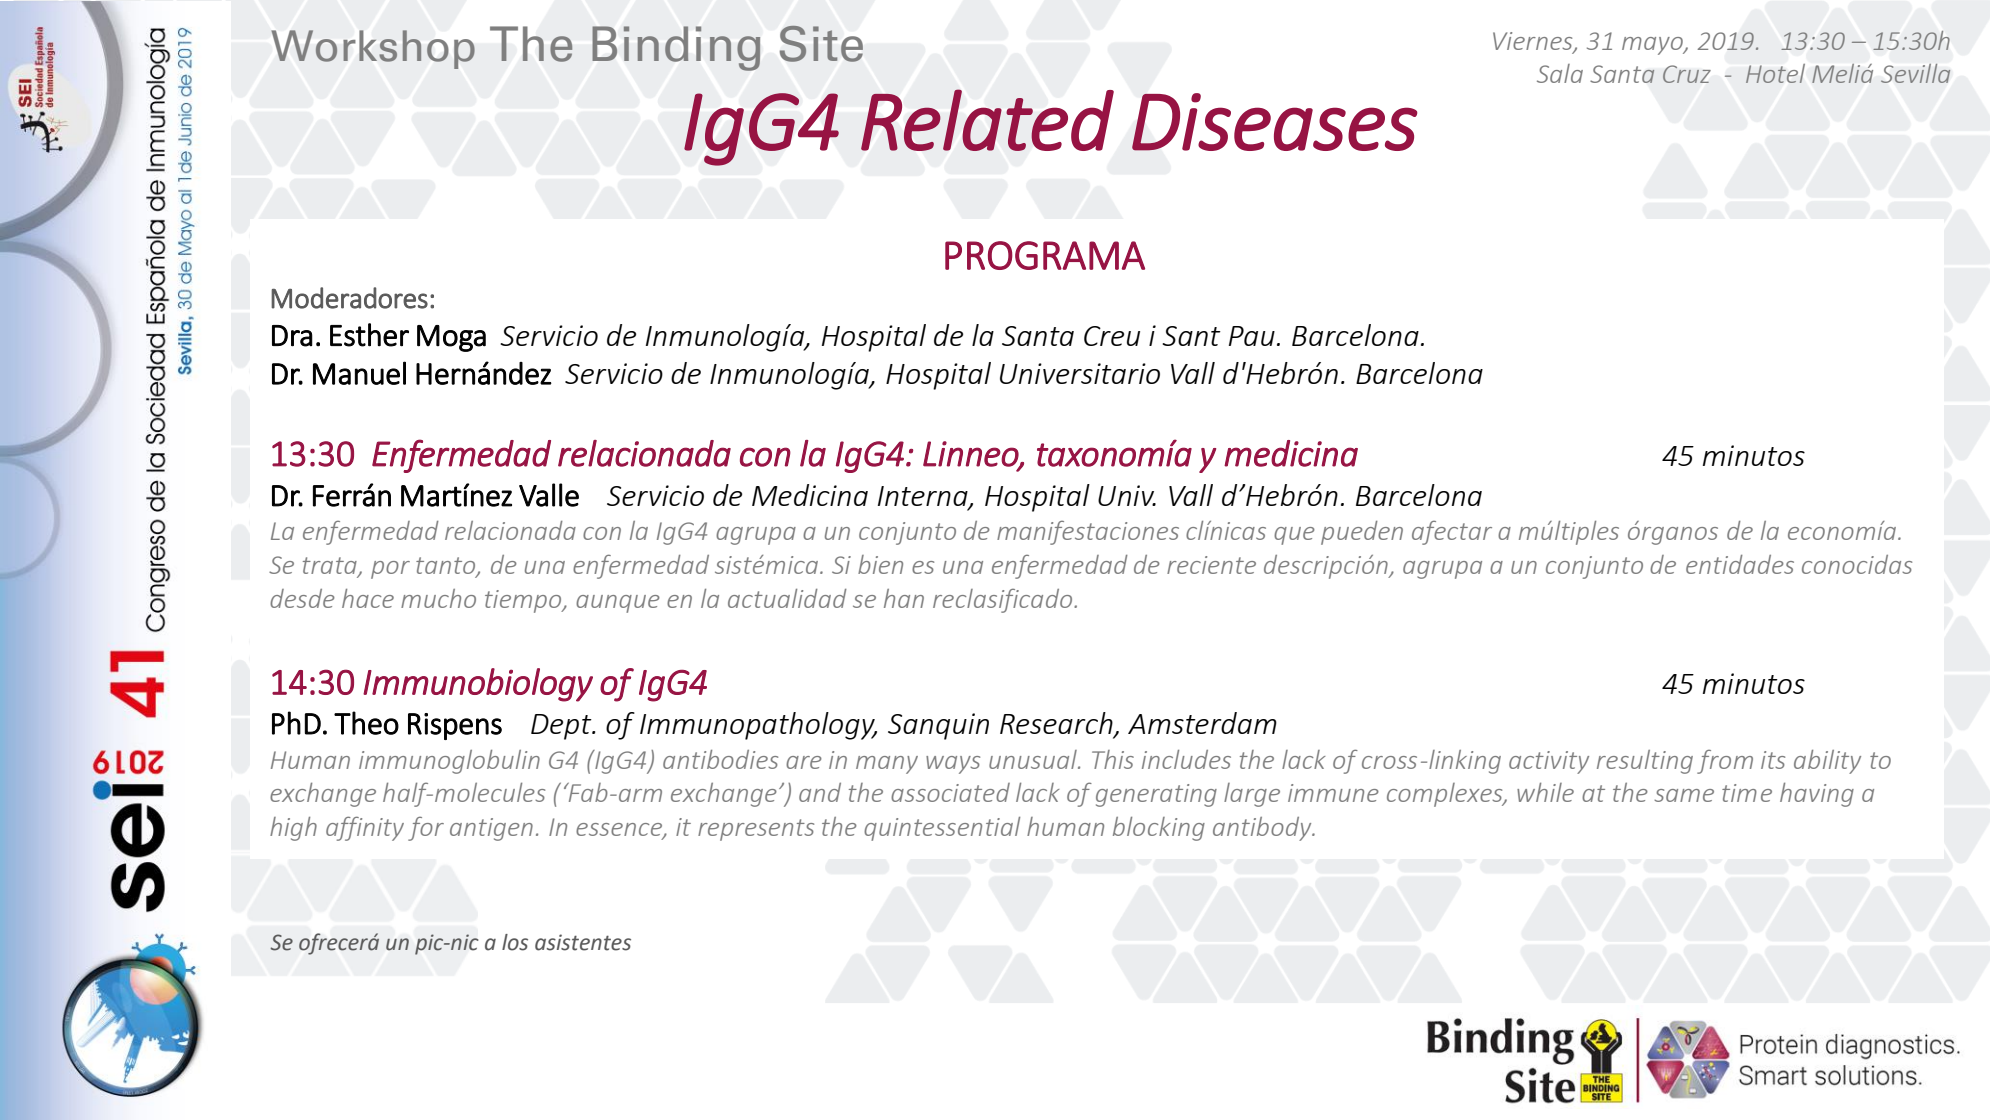 SEI
Sociedad Española
de Inmunología
Congreso de la Sociedad Española de Inmunología
Sevilla, 30 de Mayo al 1 de Junio de 2019
sei 2019 41
Workshop The Binding Site
Viernes, 31 mayo, 2019. 13:30 – 15:30h
Sala Santa Cruz - Hotel Meliá Sevilla
IgG4 Related Diseases
PROGRAMA
Moderadores:
Dra. Esther Moga Servicio de Inmunología, Hospital de la Santa Creu i Sant Pau. Barcelona.
Dr. Manuel Hernández Servicio de Inmunología, Hospital Universitario Vall d'Hebrón. Barcelona
13:30 Enfermedad relacionada con la IgG4: Linneo, taxonomía y medicina 45 minutos
Dr. Ferrán Martínez Valle Servicio de Medicina Interna, Hospital Univ. Vall d’Hebrón. Barcelona
La enfermedad relacionada con la IgG4 agrupa a un conjunto de manifestaciones clínicas que pueden afectar a múltiples órganos de la economía.
Se trata, por tanto, de una enfermedad sistémica. Si bien es una enfermedad de reciente descripción, agrupa a un conjunto de entidades conocidas
desde hace mucho tiempo, aunque en la actualidad se han reclasificado.
14:30 Immunobiology of IgG4 45 minutos
PhD. Theo Rispens Dept. of Immunopathology, Sanquin Research, Amsterdam
Human immunoglobulin G4 (IgG4) antibodies are in many ways unusual. This includes the lack of cross-linking activity resulting from its ability to
exchange half-molecules (‘Fab-arm exchange’) and the associated lack of generating large immune complexes, while at the same time having a
high affinity for antigen. In essence, it represents the quintessential human blocking antibody.
Se ofrecerá un pic-nic a los asistentes
Binding
Site
THE
BINDING
SITE
Protein diagnostics.
Smart solutions.